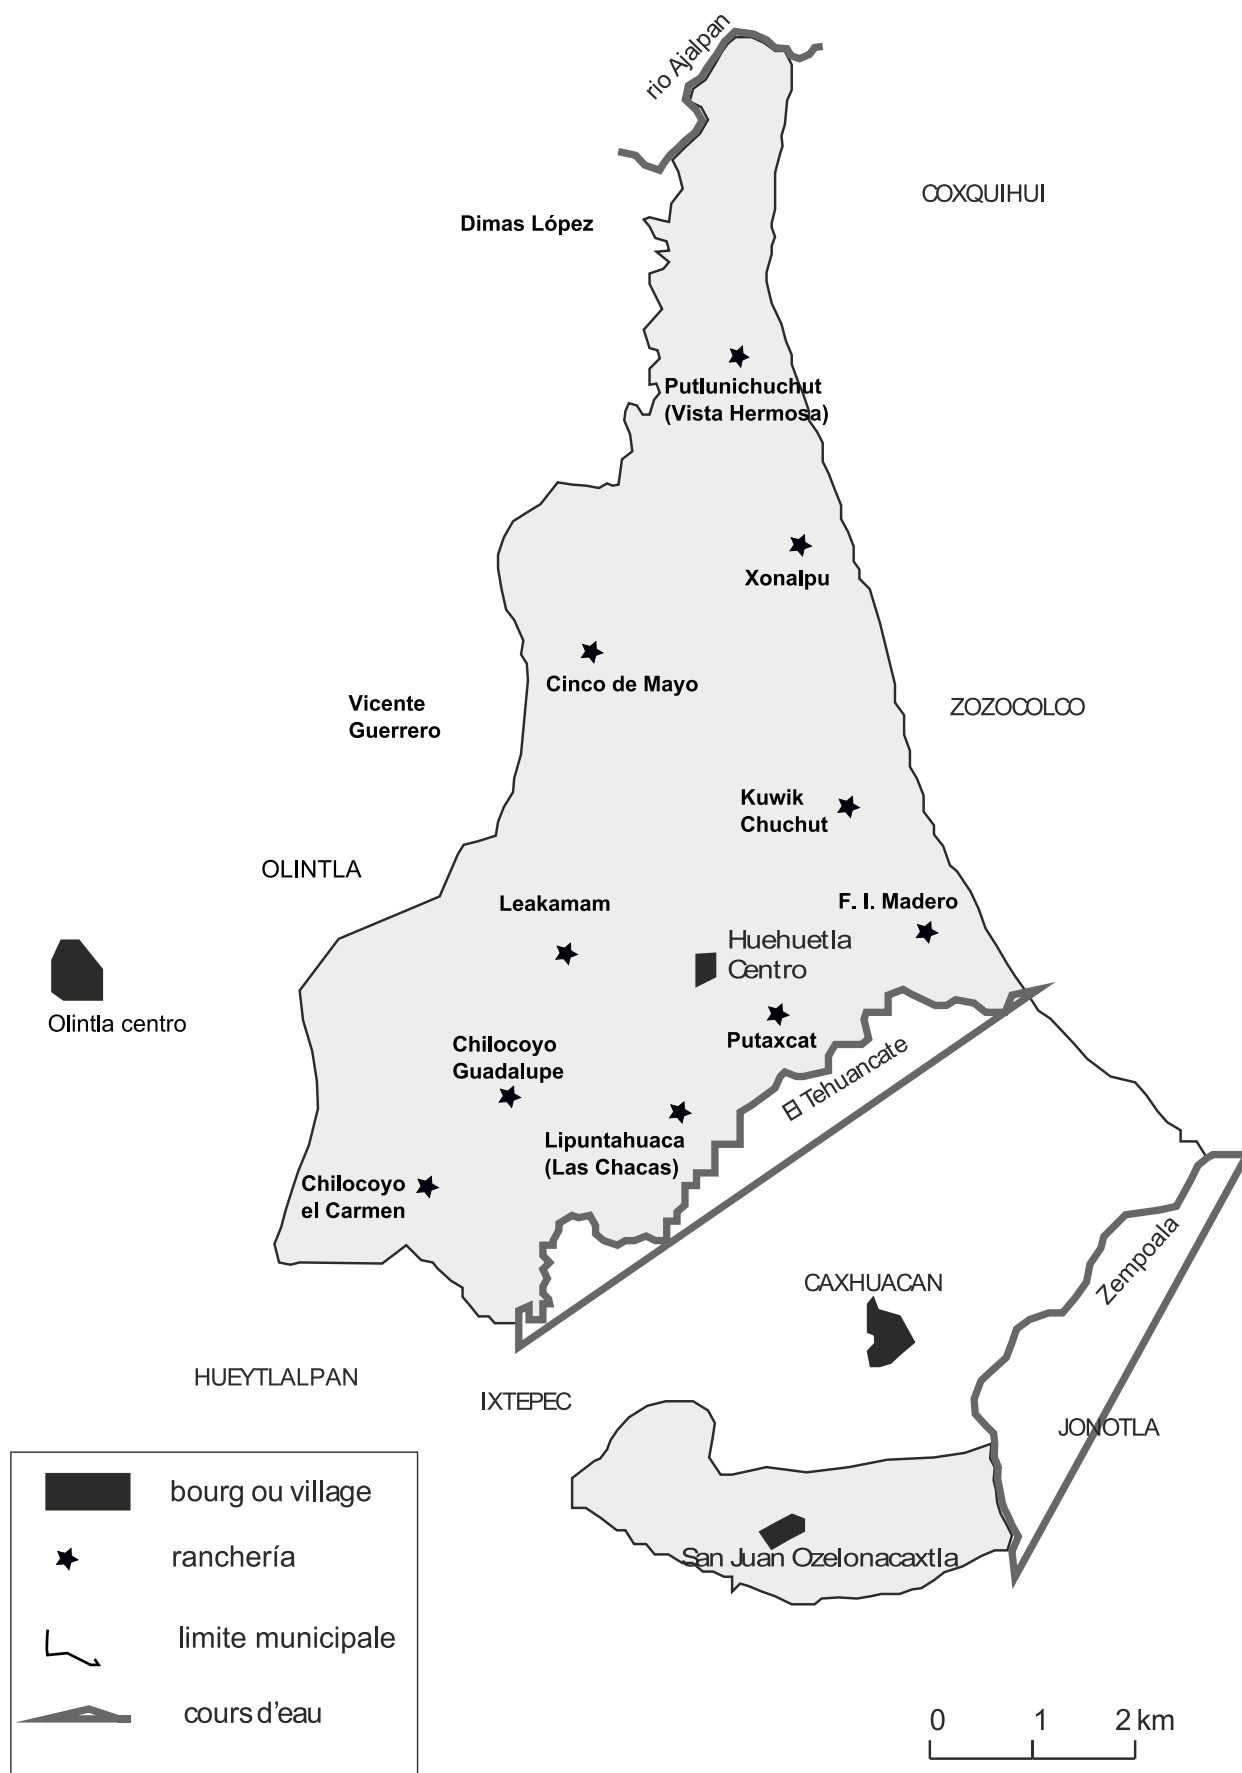 rio Ajalpan
COXQUIHUI
Dimas López
Putlunichuchut
(Vista Hermosa)
Xonalpu
Cinco de Mayo
Vicente
Guerrero
ZOZOCOLCO
Kuwik
Chuchut
OLINTLA
Leakamam
F. I. Madero
Huehuetla
Centro
Olintla centro
Putaxcat
Chilocoyo
Guadalupe
El Tehuancate
Lipuntahuaca
(Las Chacas)
Chilocoyo
el Carmen
Zempoala
CAXHUACAN
HUEYTLALPAN
IXTEPEC
JONOTLA
San Juan Ozelonacaxtla
bourg ou village
ranchería
limite municipale
cours d'eau
0 1 2 km